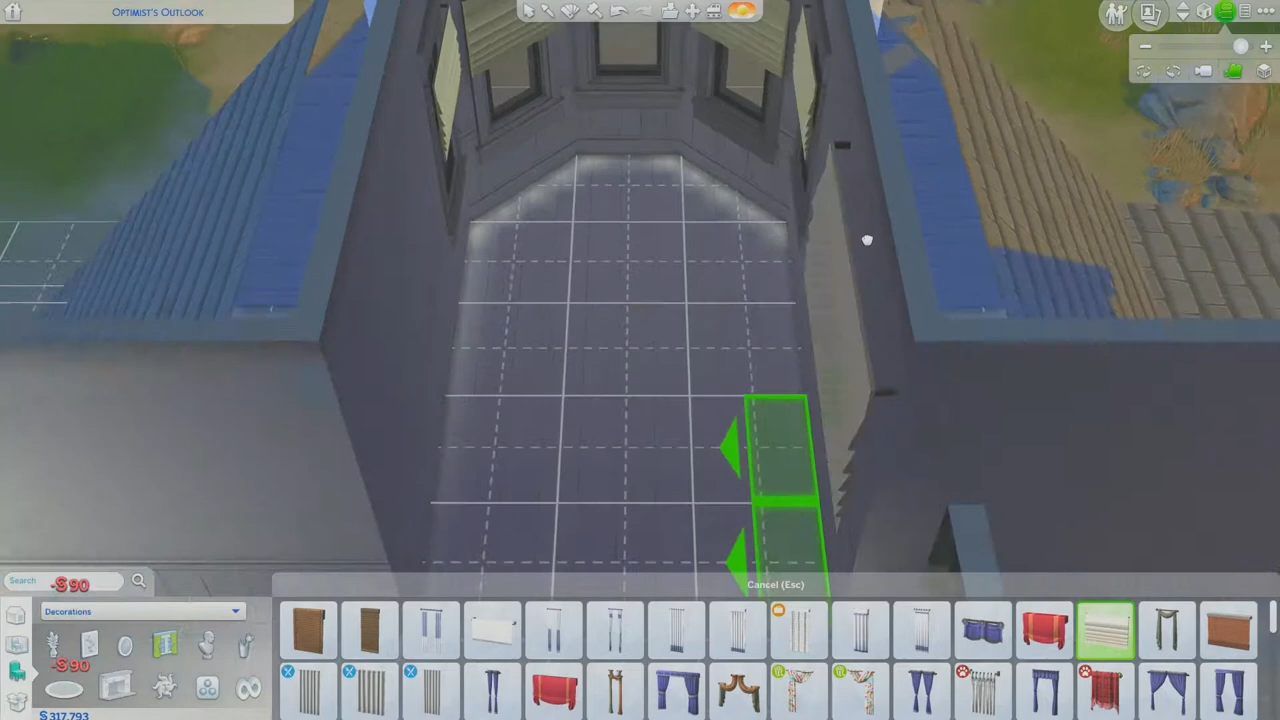 OPTIMIST'S OUTLOOK
Search
-§90
Cancel (Esc)
Decorations
-§90
§317,793